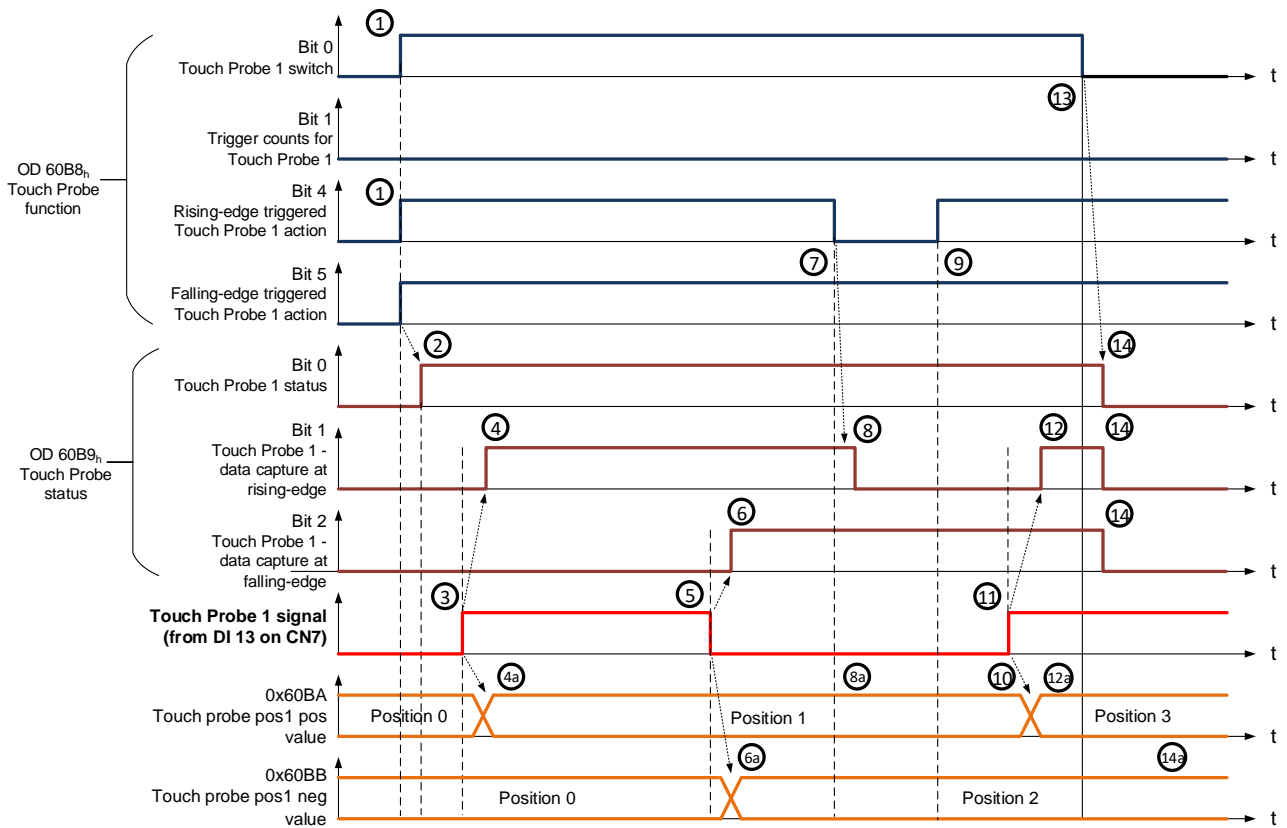 ①
Bit 0
Touch Probe 1 switch
t
⑬
Bit 1
Trigger counts for
Touch Probe 1
t
OD 60B8h
Touch Probe
function
①
Bit 4
Rising-edge triggered
Touch Probe 1 action
t
⑦
⑨
Bit 5
Falling-edge triggered
Touch Probe 1 action
t
②
⑭
Bit 0
Touch Probe 1 status
t
④
⑧
⑫
⑭
Bit 1
Touch Probe 1 -
data capture at
rising-edge
t
OD 60B9h
Touch Probe
status
⑥
⑭
Bit 2
Touch Probe 1 -
data capture at
falling-edge
t
③
⑤
⑪
Touch Probe 1 signal
(from DI 13 on CN7)
t
4a
8a
⑩
12a
0x60BA
Touch probe pos1 pos
value
Position 0
Position 1
Position 3
t
6a
14a
0x60BB
Touch probe pos1 neg
value
Position 0
Position 2
t